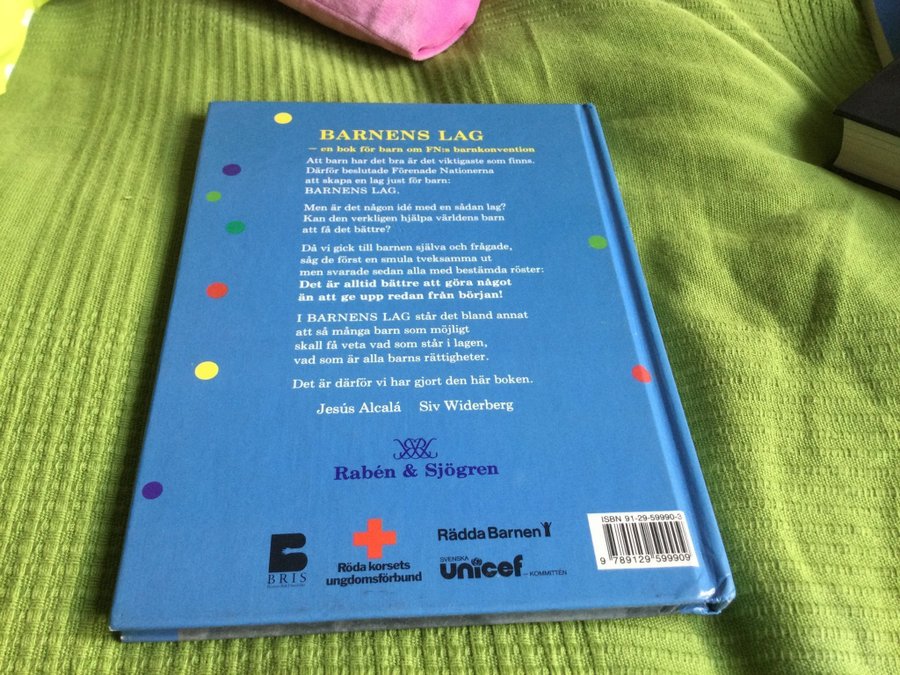 BARNENS LAG
— en bok för barn om FN:s barnkonvention
Att barn har det bra är det viktigaste som finns.
Därför beslutade Förenade Nationerna
att skapa en lag just för barn:
BARNENS LAG.
Men är det någon idé med en sådan lag?
Kan den verkligen hjälpa världens barn
att få det bättre?
Då vi gick till barnen själva och frågade,
såg de först en smula tveksamma ut
men svarade sedan alla med bestämda röster:
Det är alltid bättre att göra något
än att ge upp redan från början!
I BARNENS LAG står det bland annat
att så många barn som möjligt
skall få veta vad som står i lagen,
vad som är alla barns rättigheter.
Det är därför vi har gjort den här boken.
Jesús Alcalá Siv Widerberg
Rabén & Sjögren
BRIS
Röda korsets
ungdomsförbund
Rädda Barnen
SVENSKA
unicef
— KOMMITTÉN
ISBN 91-29-59990-3
9 789129 599909